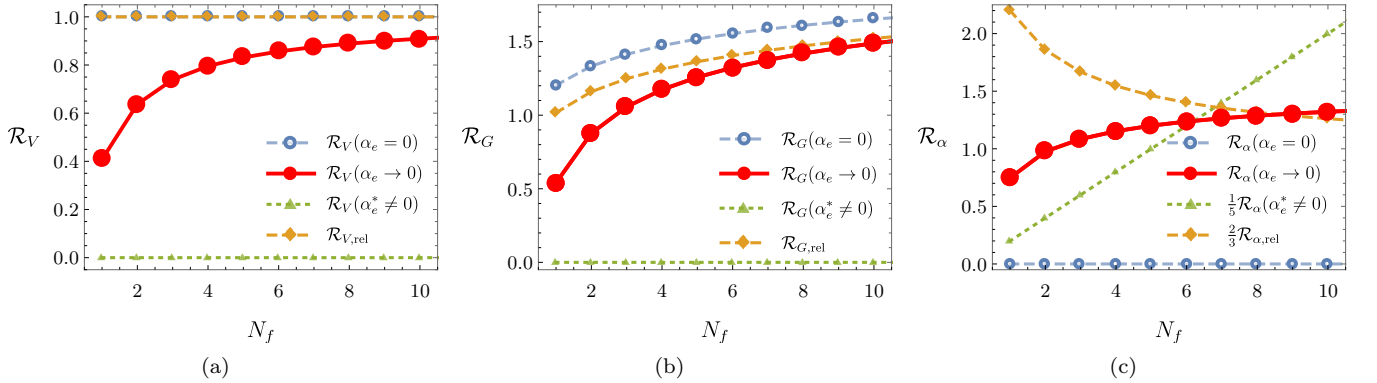 1.0
0.8
0.6
0.4
0.2
0.0
ℛ_V
ℛ_V(α_e = 0)
ℛ_V(α_e → 0)
ℛ_V(α_e^* ≠ 0)
ℛ_{V,rel}
2 4 6 8 10
N_f
(a)
1.5
1.0
0.5
0.0
ℛ_G
ℛ_G(α_e = 0)
ℛ_G(α_e → 0)
ℛ_G(α_e^* ≠ 0)
ℛ_{G,rel}
2 4 6 8 10
N_f
(b)
2.0
1.5
1.0
0.5
0.0
ℛ_α
ℛ_α(α_e = 0)
ℛ_α(α_e → 0)
1/5 ℛ_α(α_e^* ≠ 0)
2/3 ℛ_{α,rel}
2 4 6 8 10
N_f
(c)